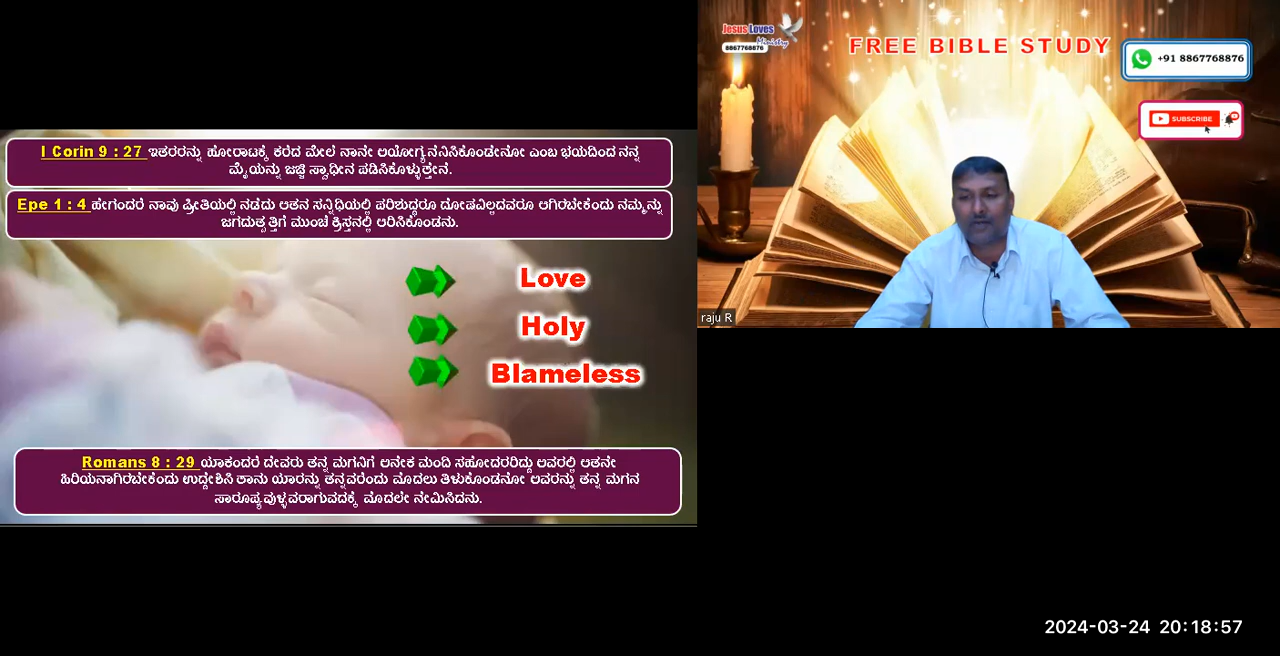 I Corin 9 : 27 ಇತರರನ್ನು ಹೋರಾಟಕ್ಕೆ ಕರೆದ ಮೇಲೆ ನಾನೇ ಅಯೋಗ್ಯನೆನಿಸಿಕೊಂಡೇನೋ ಎಂಬ ಭಯದಿಂದ ನನ್ನ
ಮೈಯನ್ನು ಜಜ್ಜಿ ಸ್ವಾಧೀನ ಪಡಿಸಿಕೊಳ್ಳುತ್ತೇನೆ.
Epe 1 : 4 ಹೇಗಂದರೆ ನಾವು ಪ್ರೀತಿಯಲ್ಲಿ ನಡೆದು ಆತನ ಸನ್ನಿಧಿಯಲ್ಲಿ ಪರಿಶುದ್ಧರೂ ದೋಷವಿಲ್ಲದವರೂ ಆಗಿರಬೇಕೆಂದು ನಮ್ಮನ್ನು
ಜಗದುತ್ಪತ್ತಿಗೆ ಮುಂಚೆ ಕ್ರಿಸ್ತನಲ್ಲಿ ಆರಿಸಿಕೊಂಡನು.
Love
Holy
Blameless
Romans 8 : 29 ಯಾಕಂದರೆ ದೇವರು ತನ್ನ ಮಗನಿಗೆ ಅನೇಕ ಮಂದಿ ಸಹೋದರರಿದ್ದು ಅವರಲ್ಲಿ ಆತನೇ
ಹಿರಿಯನಾಗಿರಬೇಕೆಂದು ಉದ್ದೇಶಿಸಿ ತಾನು ಯಾರನ್ನು ತನ್ನವರೆಂದು ಮೊದಲು ತಿಳುಕೊಂಡನೋ ಅವರನ್ನು ತನ್ನ ಮಗನ
ಸಾರೂಪ್ಯವುಳ್ಳವರಾಗುವದಕ್ಕೆ ಮೊದಲೇ ನೇಮಿಸಿದನು.
Jesus Loves
Ministry
8867768876
FREE BIBLE STUDY
+91 8867768876
SUBSCRIBE
raju R
2024-03-24 20:18:57